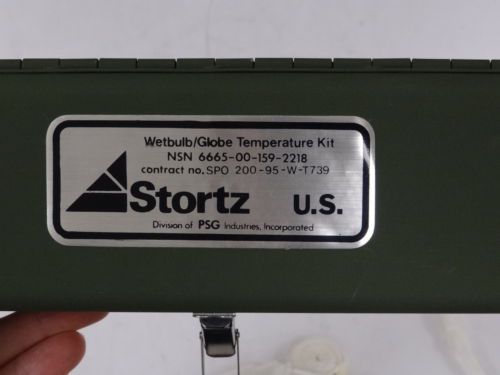 Wetbulb/Globe Temperature Kit
NSN 6665-00-159-2218
contract no. SPO 200-95-W-T739
Stortz U.S.
Division of PSG Industries, Incorporated